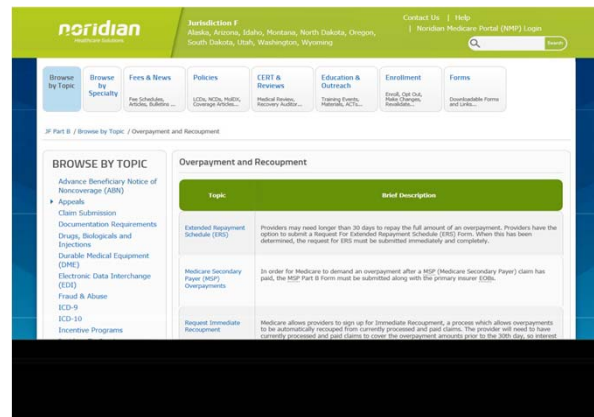 noridian
Healthcare Solutions
Jurisdiction F
Alaska, Arizona, Idaho, Montana, North Dakota, Oregon,
South Dakota, Utah, Washington, Wyoming
Contact Us | Help
| Noridian Medicare Portal (NMP) Login
Search
Browse
by Topic
Browse
by
Specialty
Fees & News
Fee Schedules,
Articles, Bulletins ...
Policies
LCDs, NCDs, MolDX,
Coverage Articles...
CERT &
Reviews
Medical Review,
Recovery Auditor...
Education &
Outreach
Training Events,
Materials, ACTs...
Enrollment
Enroll, Opt Out,
Make Changes,
Revalidate...
Forms
Downloadable Forms
and Links...
JF Part B / Browse by Topic / Overpayment and Recoupment
BROWSE BY TOPIC
Advance Beneficiary Notice of
Noncoverage (ABN)
Appeals
Claim Submission
Documentation Requirements
Drugs, Biologicals and
Injections
Durable Medical Equipment
(DME)
Electronic Data Interchange
(EDI)
Fraud & Abuse
ICD-9
ICD-10
Incentive Programs
Overpayment and Recoupment
Topic
Brief Description
Extended Repayment
Schedule (ERS)
Providers may need longer than 30 days to repay the full amount of an overpayment. Providers have the
option to submit a Request For Extended Repayment Schedule (ERS) Form. When this has been
determined, the request for ERS must be submitted immediately and completely.
Medicare Secondary
Payer (MSP)
Overpayments
In order for Medicare to demand an overpayment after a MSP (Medicare Secondary Payer) claim has
paid, the MSP Part B Form must be submitted along with the primary insurer EOBs.
Request Immediate
Recoupment
Medicare allows providers to sign up for Immediate Recoupment, a process which allows overpayments
to be automatically recouped from currently processed and paid claims. The provider will need to have
currently processed and paid claims to cover the overpayment amounts prior to the 30th day, so interest